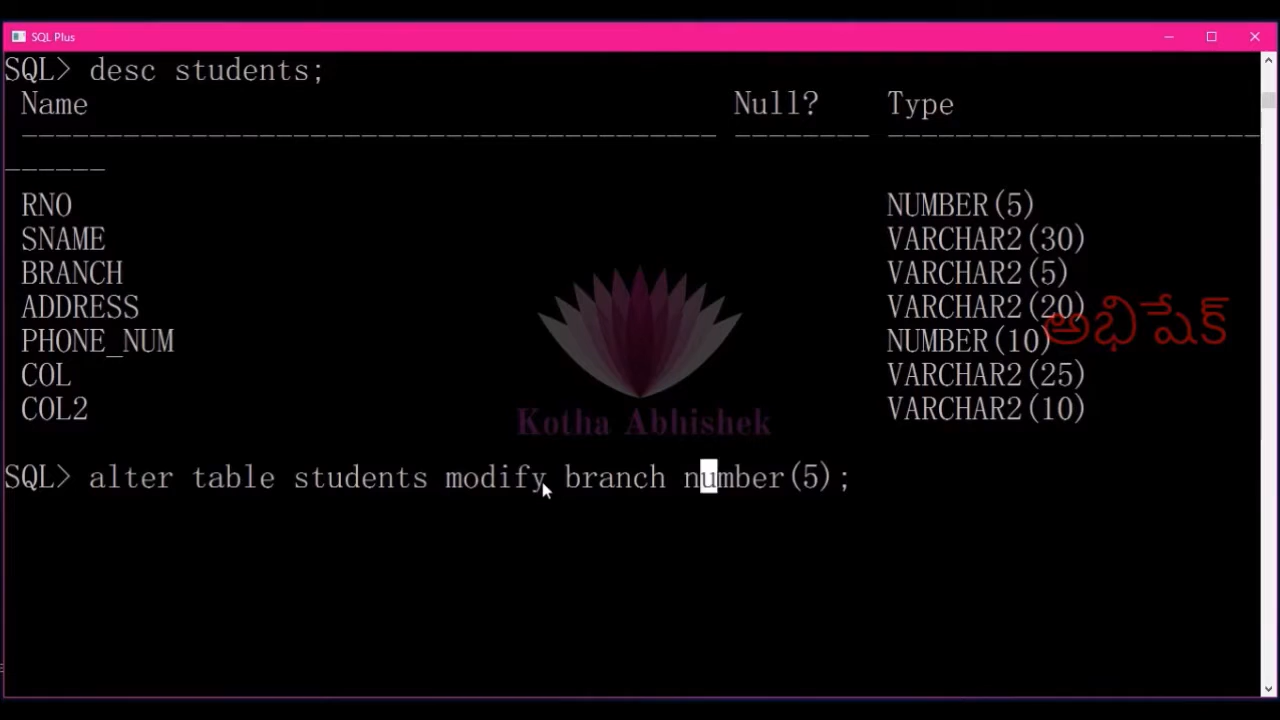 SQL Plus
SQL> desc students;
Name Null? Type
----------------------------------------- -------- ----------------------
------
RNO NUMBER(5)
SNAME VARCHAR2(30)
BRANCH VARCHAR2(5)
ADDRESS VARCHAR2(20)
PHONE_NUM NUMBER(10)
అభిషేక్
COL VARCHAR2(25)
COL2 VARCHAR2(10)
Kotha Abhishek
SQL> alter table students modify branch number(5);